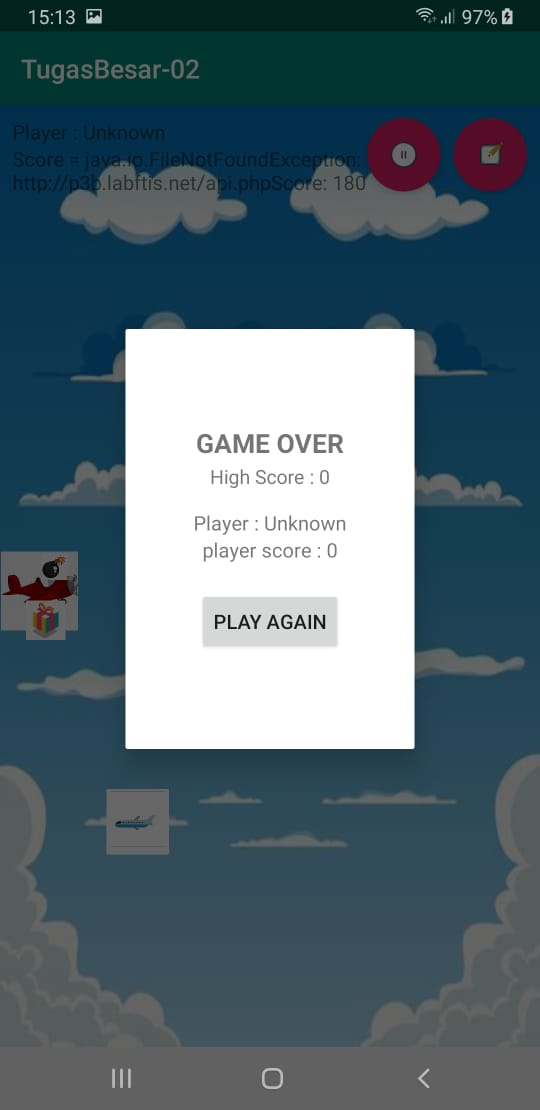 15:13 97%
TugasBesar-02
Player : Unknown
Score = java.io.FileNotFoundException:
http://p3b.labftis.net/api.phpScore: 180
GAME OVER
High Score : 0
Player : Unknown
player score : 0
PLAY AGAIN